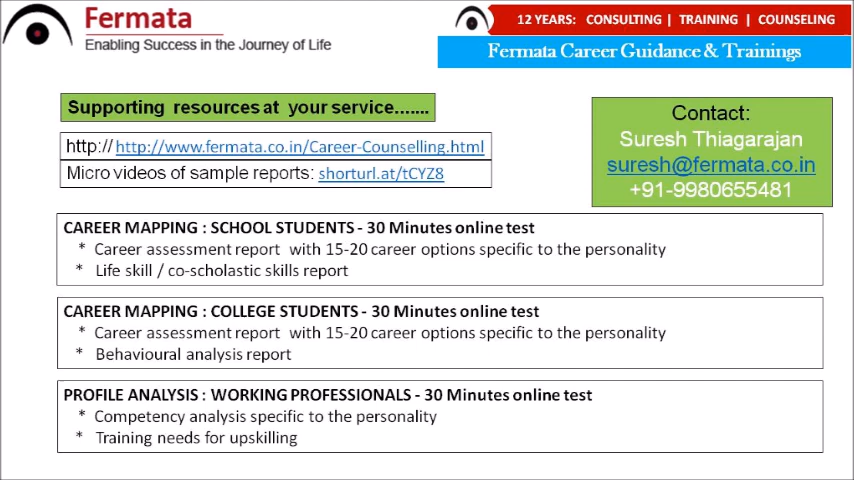 Fermata
Enabling Success in the Journey of Life
12 YEARS: CONSULTING | TRAINING | COUNSELING
Fermata Career Guidance & Trainings
Supporting resources at your service.......
http:// http://www.fermata.co.in/Career-Counselling.html
Micro videos of sample reports: shorturl.at/tCYZ8
Contact:
Suresh Thiagarajan
suresh@fermata.co.in
+91-9980655481
CAREER MAPPING : SCHOOL STUDENTS - 30 Minutes online test
* Career assessment report with 15-20 career options specific to the personality
* Life skill / co-scholastic skills report
CAREER MAPPING : COLLEGE STUDENTS - 30 Minutes online test
* Career assessment report with 15-20 career options specific to the personality
* Behavioural analysis report
PROFILE ANALYSIS : WORKING PROFESSIONALS - 30 Minutes online test
* Competency analysis specific to the personality
* Training needs for upskilling